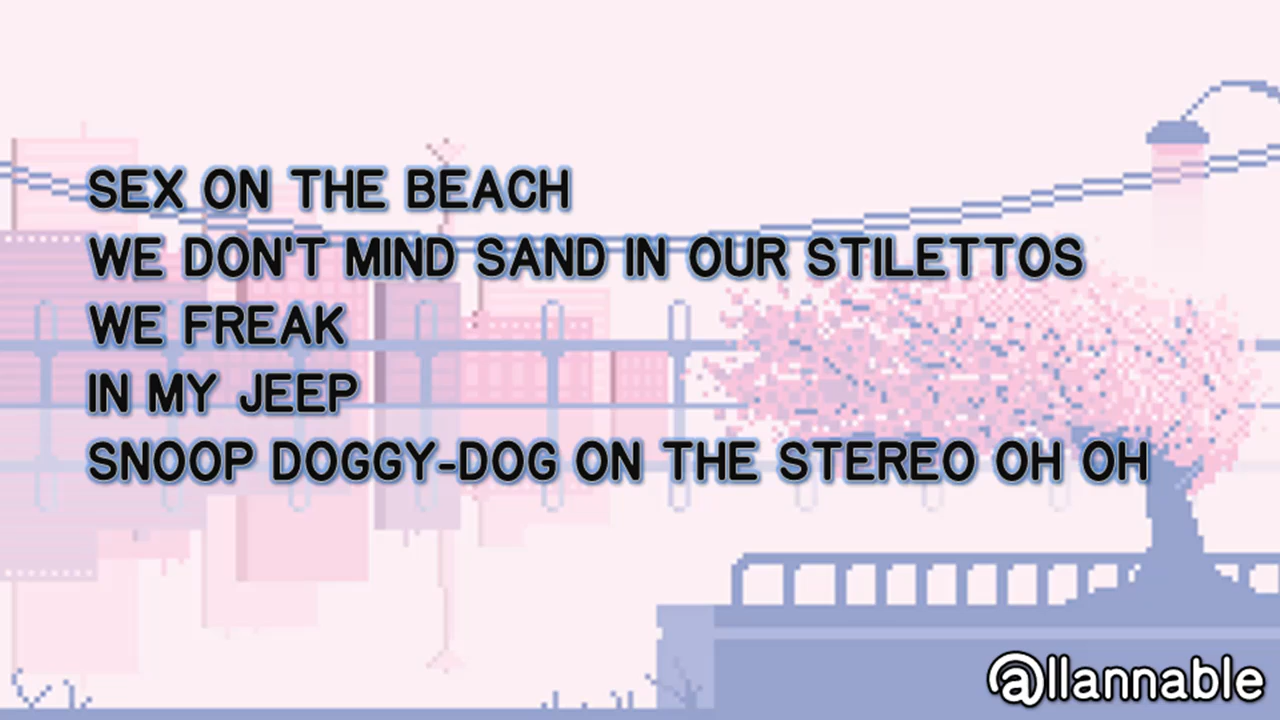 SEX ON THE BEACH
WE DON'T MIND SAND IN OUR STILETTOS
WE FREAK
IN MY JEEP
SNOOP DOGGY-DOG ON THE STEREO OH OH
@llannable